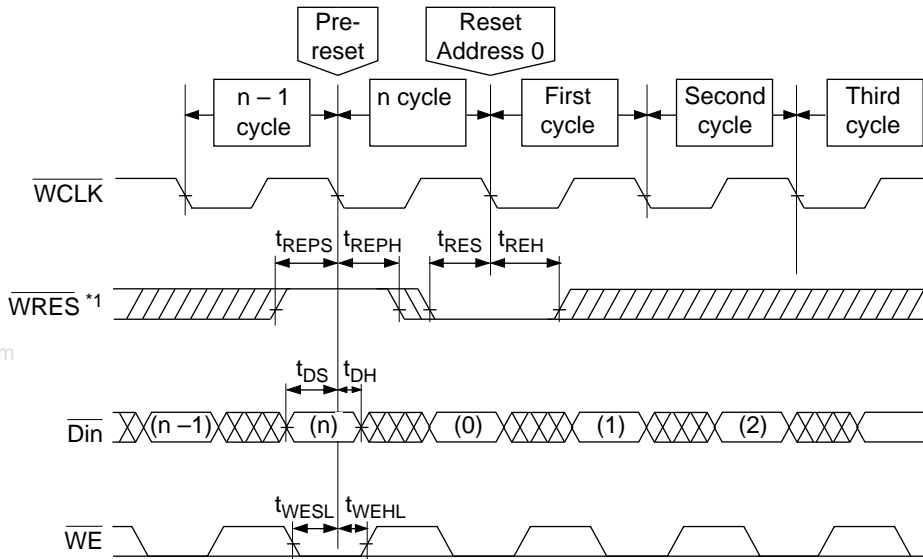 Pre-
reset
Reset
Address 0
n – 1
cycle
n cycle
First
cycle
Second
cycle
Third
cycle
WCLK
tREPS
tREPH
tRES
tREH
WRES *1
m
tDS
tDH
Din
(n –1)
(n)
(0)
(1)
(2)
tWESL
tWEHL
WE